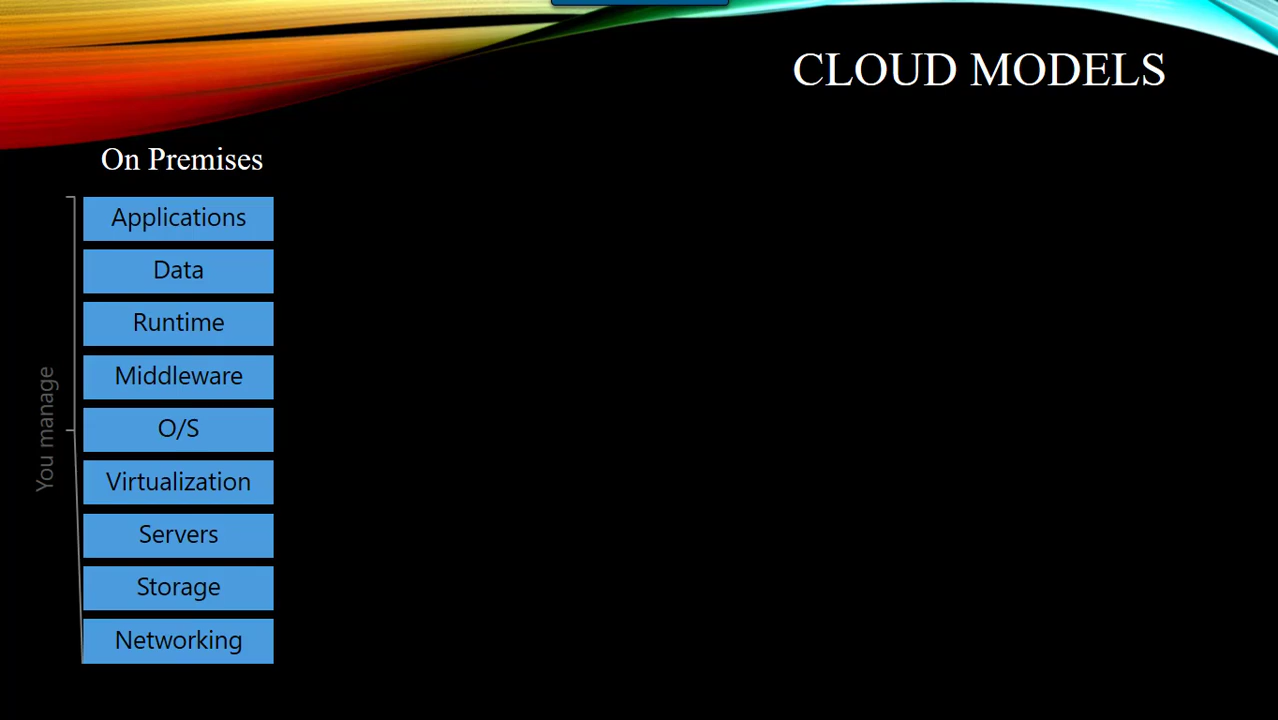 CLOUD MODELS
On Premises
Applications
Data
Runtime
Middleware
O/S
Virtualization
Servers
Storage
Networking
You manage